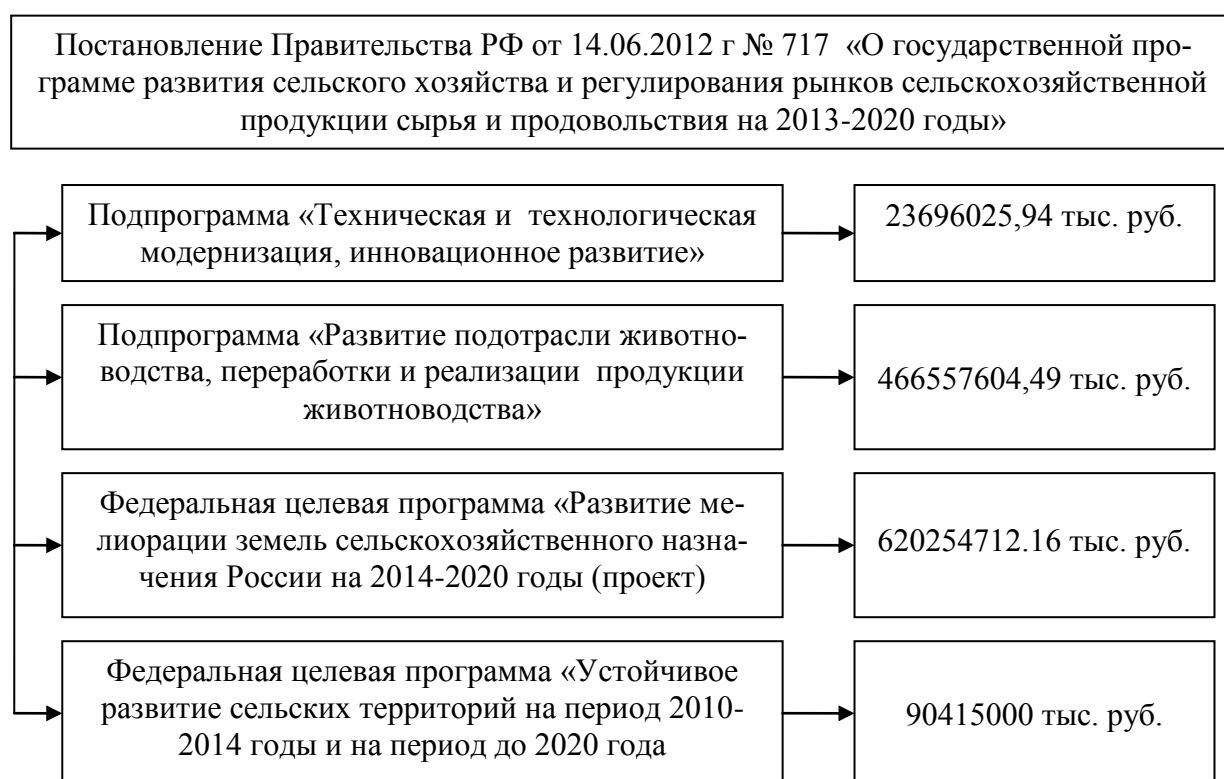 Постановление Правительства РФ от 14.06.2012 г № 717 «О государственной про-
грамме развития сельского хозяйства и регулирования рынков сельскохозяйственной
продукции сырья и продовольствия на 2013-2020 годы»
Подпрограмма «Техническая и технологическая
модернизация, инновационное развитие»
23696025,94 тыс. руб.
Подпрограмма «Развитие подотрасли животно-
водства, переработки и реализации продукции
животноводства»
466557604,49 тыс. руб.
Федеральная целевая программа «Развитие ме-
лиорации земель сельскохозяйственного назна-
чения России на 2014-2020 годы (проект)
620254712.16 тыс. руб.
Федеральная целевая программа «Устойчивое
развитие сельских территорий на период 2010-
2014 годы и на период до 2020 года
90415000 тыс. руб.